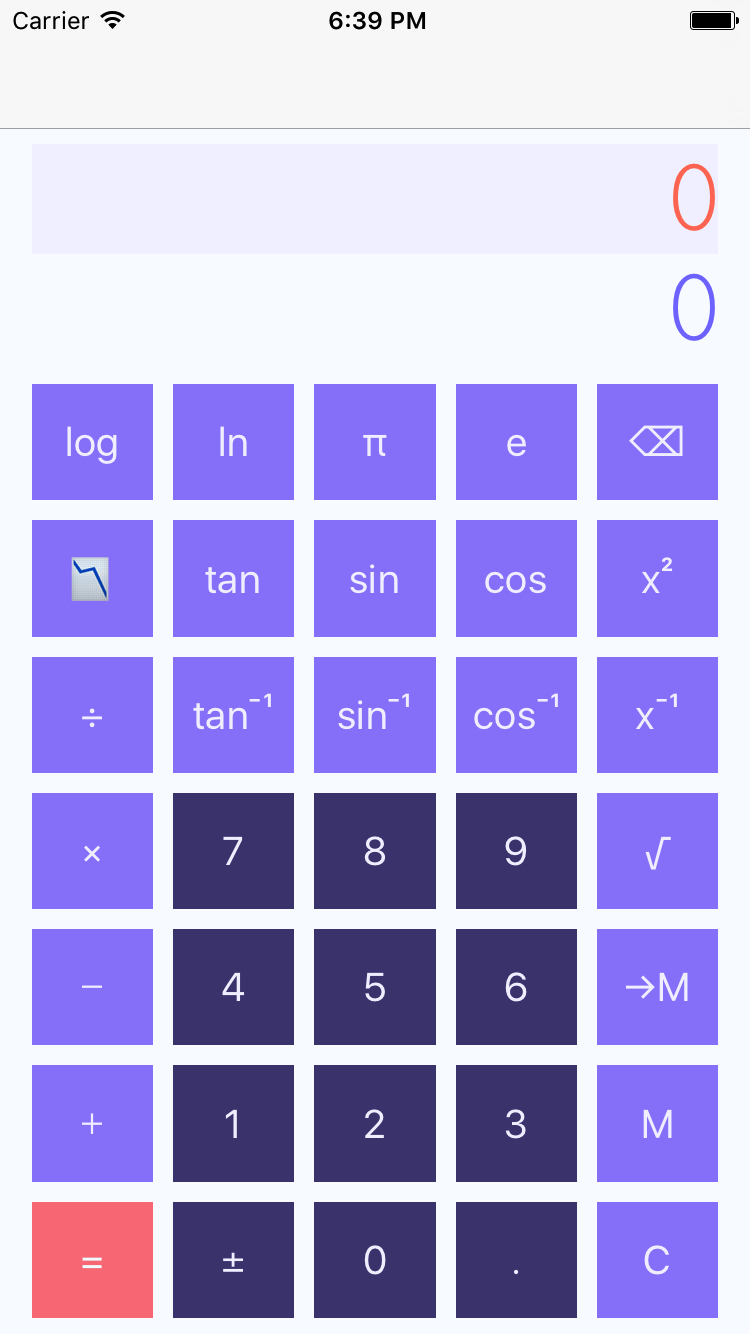 Carrier 6:39 PM
0
0
log ln π e ⌫
tan sin cos x²
÷ tan⁻¹ sin⁻¹ cos⁻¹ x⁻¹
× 7 8 9 √
− 4 5 6 →M
+ 1 2 3 M
= ± 0 . C